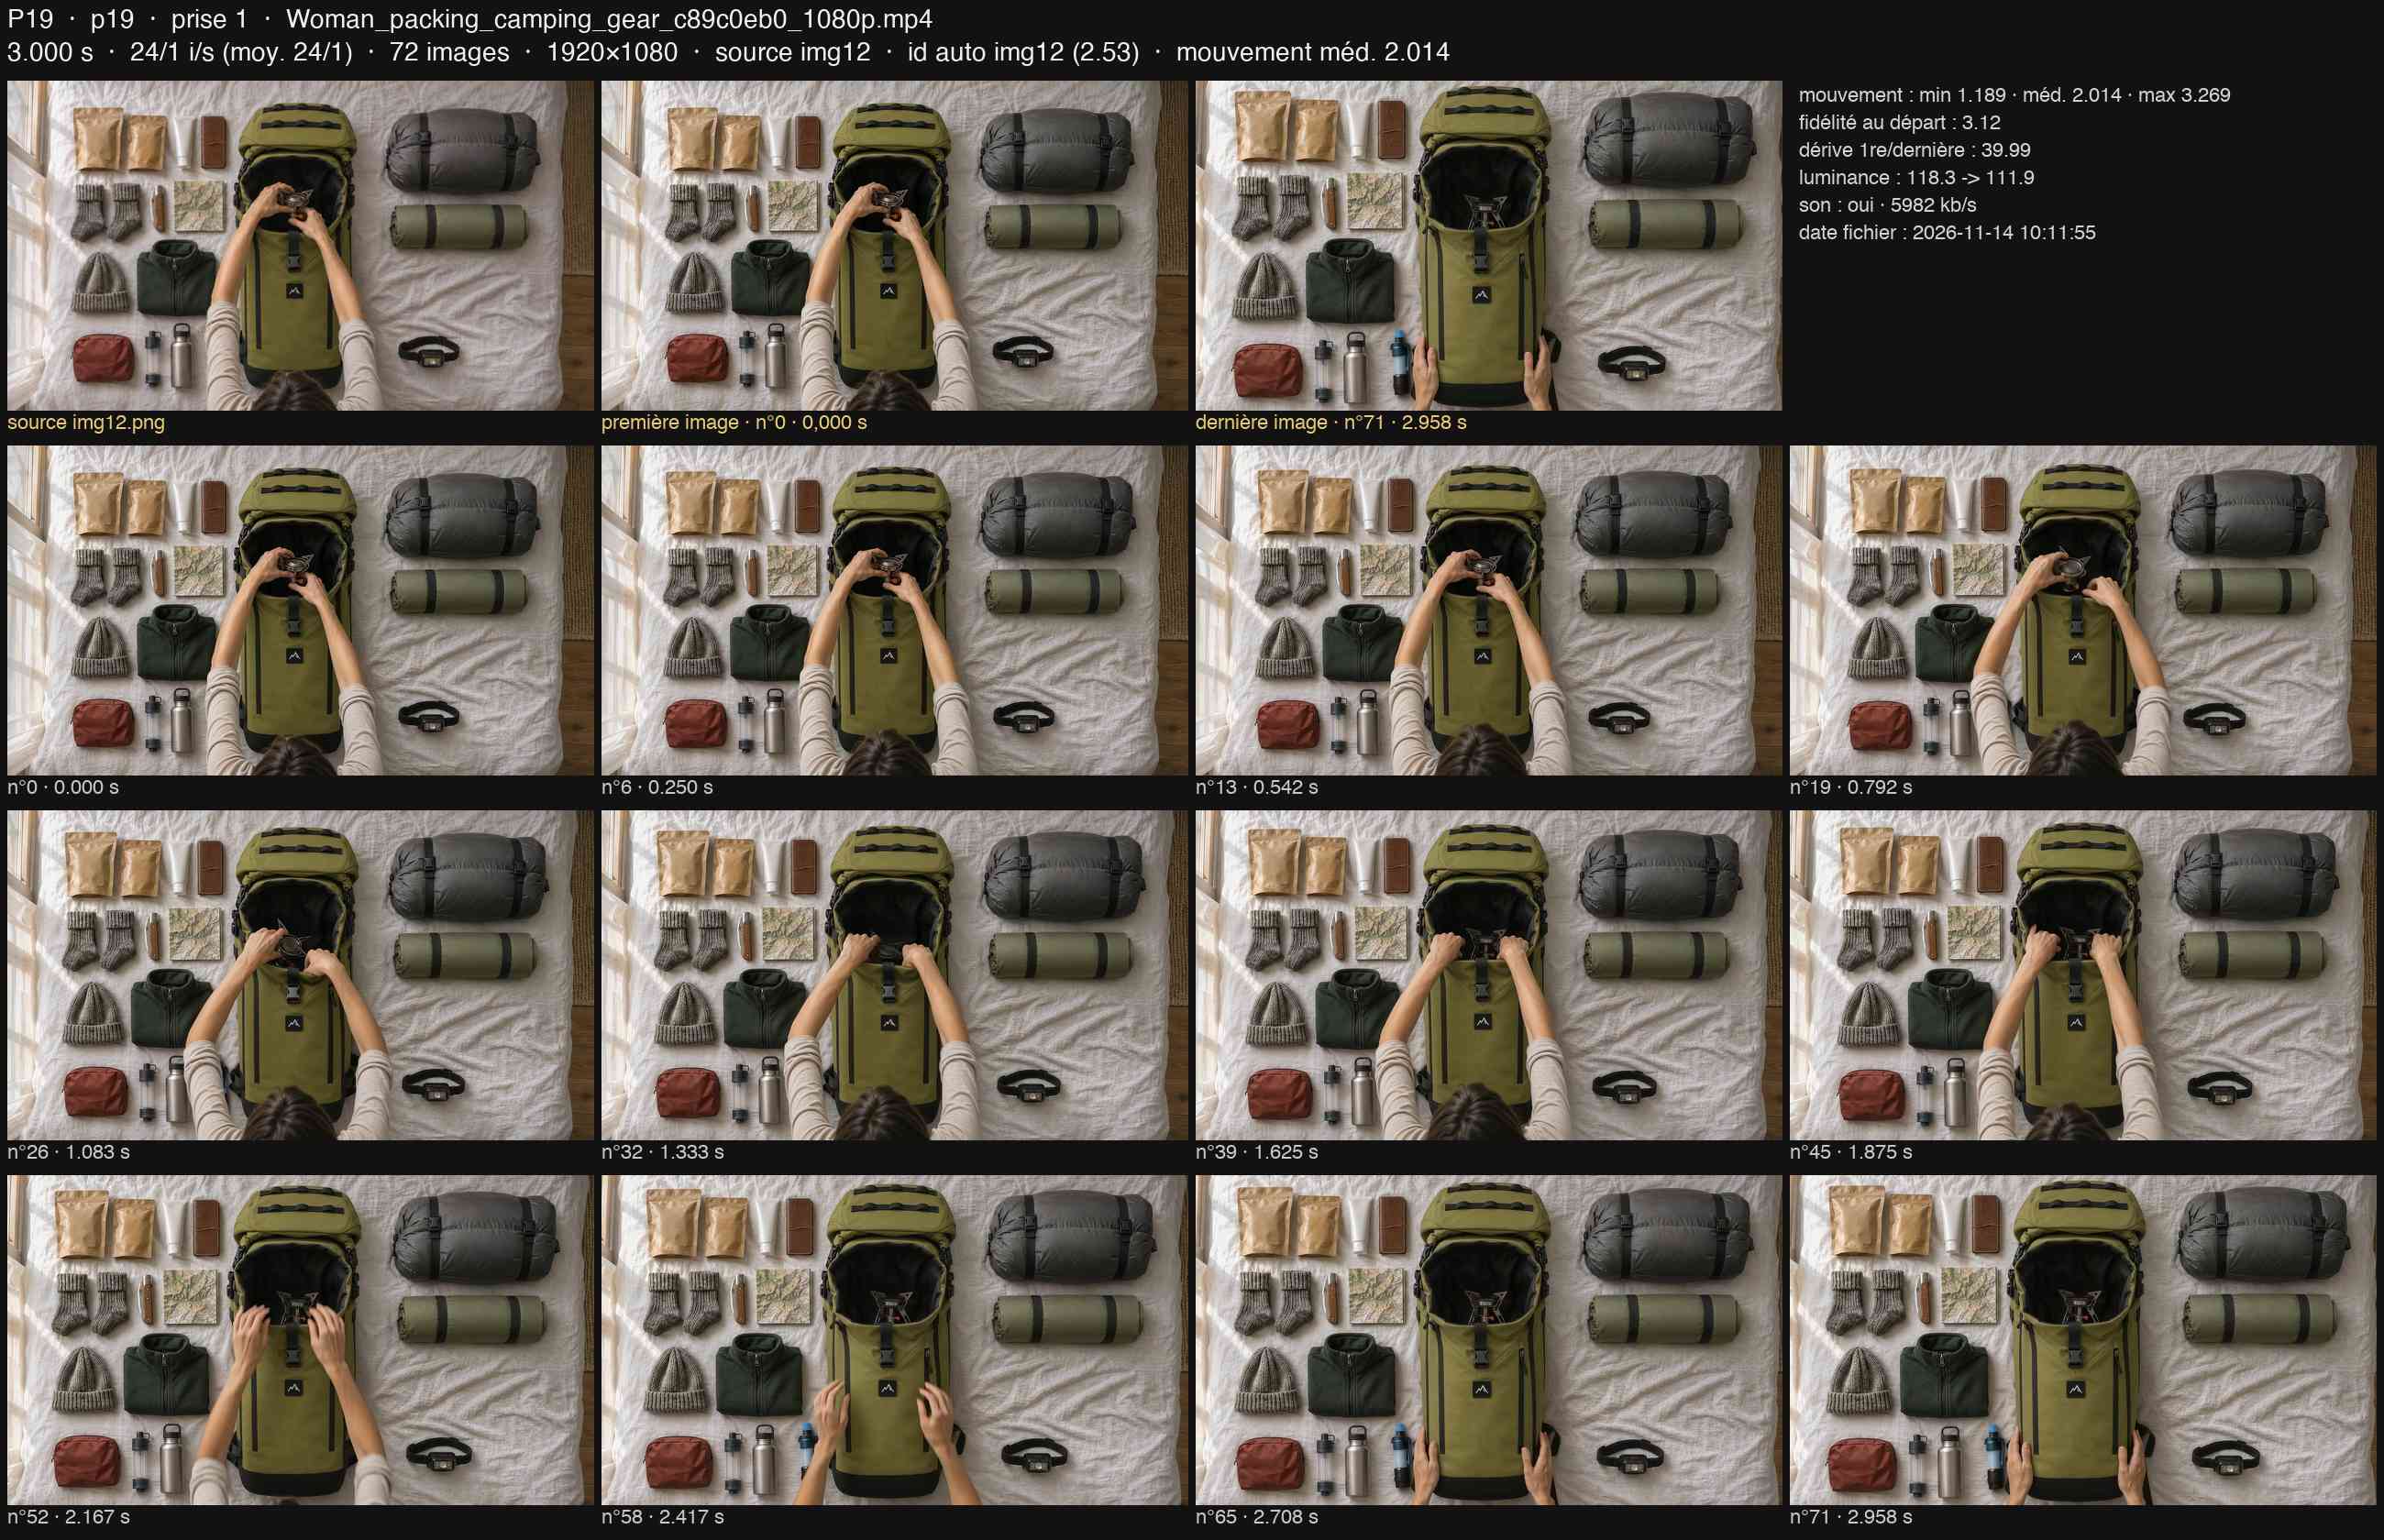 P19 · p19 · prise 1 · Woman_packing_camping_gear_c89c0eb0_1080p.mp4
3.000 s · 24/1 i/s (moy. 24/1) · 72 images · 1920×1080 · source img12 · id auto img12 (2.53) · mouvement méd. 2.014
mouvement : min 1.189 · méd. 2.014 · max 3.269
fidélité au départ : 3.12
dérive 1re/dernière : 39.99
luminance : 118.3 -> 111.9
son : oui · 5982 kb/s
date fichier : 2026-11-14 10:11:55
source img12.png
première image · n°0 · 0,000 s
dernière image · n°71 · 2.958 s
n°0 · 0.000 s
n°6 · 0.250 s
n°13 · 0.542 s
n°19 · 0.792 s
n°26 · 1.083 s
n°32 · 1.333 s
n°39 · 1.625 s
n°45 · 1.875 s
n°52 · 2.167 s
n°58 · 2.417 s
n°65 · 2.708 s
n°71 · 2.958 s